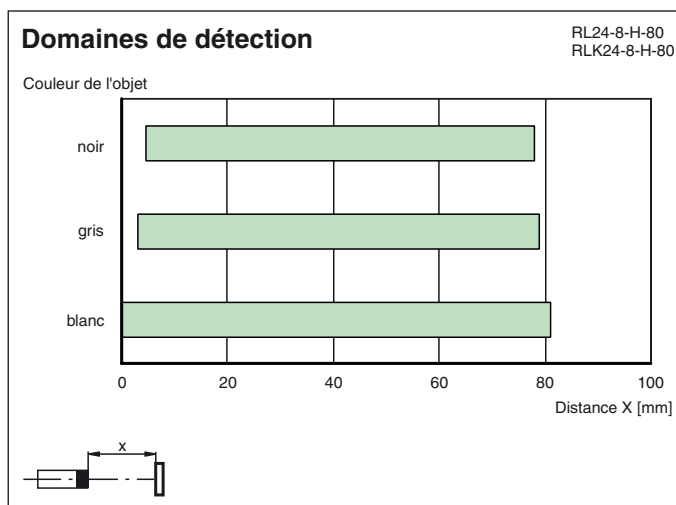 Domaines de détection
RL24-8-H-80
RLK24-8-H-80
Couleur de l'objet
noir
gris
blanc
0 20 40 60 80 100
Distance X [mm]
x